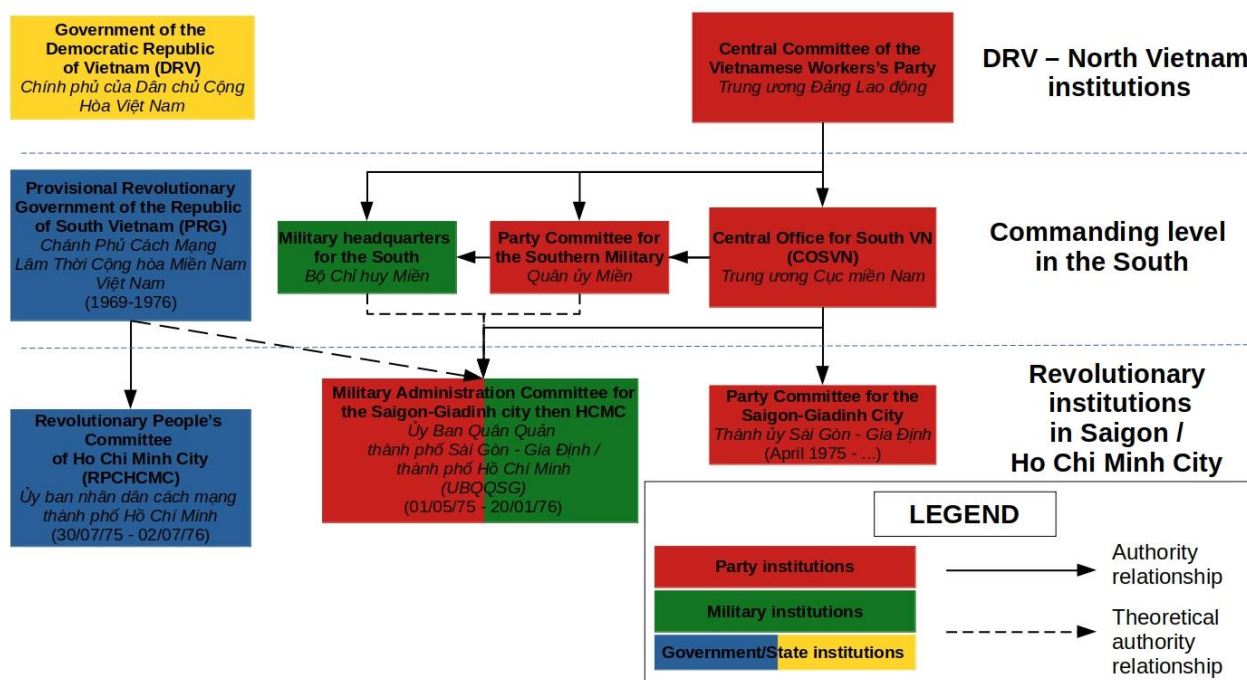 Government of the
Democratic Republic
of Vietnam (DRV)
Chính phủ của Dân chủ Cộng
Hòa Việt Nam
Central Committee of the
Vietnamese Workers's Party
Trung ương Đảng Lao động
DRV – North Vietnam
institutions
Provisional Revolutionary
Government of the Republic
of South Vietnam (PRG)
Chánh Phủ Cách Mạng
Lâm Thời Cộng hòa Miền Nam
Việt Nam
(1969-1976)
Military headquarters
for the South
Bộ Chỉ huy Miền
Party Committee for
the Southern Military
Quân ủy Miền
Central Office for South VN
(COSVN)
Trung ương Cục miền Nam
Commanding level
in the South
Revolutionary People's
Committee
of Ho Chi Minh City
(RPCHCMC)
Ủy ban nhân dân cách mạng
thành phố Hồ Chí Minh
(30/07/75 - 02/07/76)
Military Administration Committee for
the Saigon-Giadinh city then HCMC
Ủy Ban Quân Quản
thành phố Sài Gòn - Gia Định /
thành phố Hồ Chí Minh
(UBQQSG)
(01/05/75 - 20/01/76)
Party Committee for the
Saigon-Giadinh City
Thành ủy Sài Gòn - Gia Định
(April 1975 - ...)
Revolutionary
institutions
in Saigon /
Ho Chi Minh City
LEGEND
Party institutions
Military institutions
Government/State institutions
Authority
relationship
Theoretical
authority
relationship